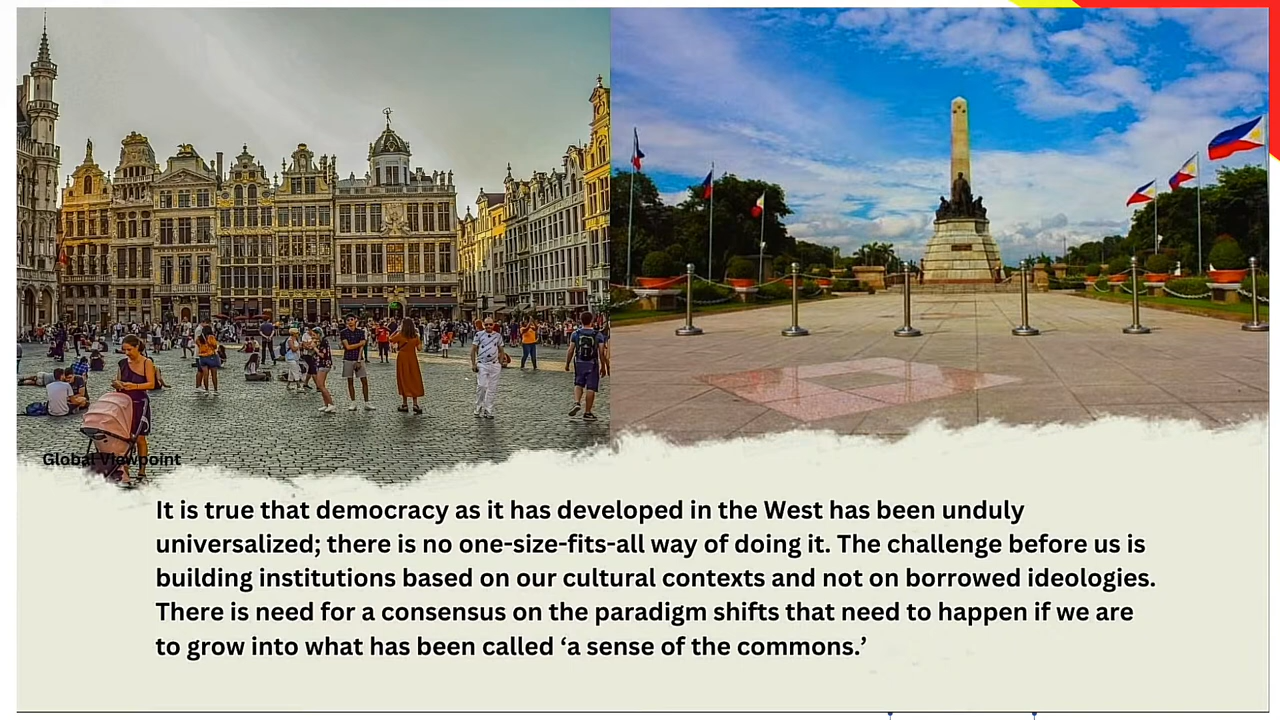 Global Viewpoint
It is true that democracy as it has developed in the West has been unduly
universalized; there is no one-size-fits-all way of doing it. The challenge before us is
building institutions based on our cultural contexts and not on borrowed ideologies.
There is need for a consensus on the paradigm shifts that need to happen if we are
to grow into what has been called ‘a sense of the commons.’